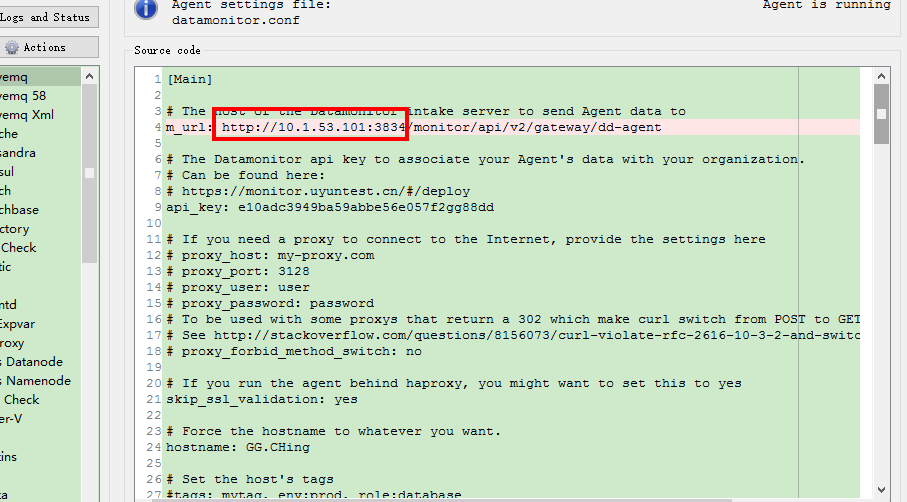 Agent settings file:
datamonitor.conf
Agent is running
Logs and Status
Actions
Source code
vemq
vemq 58
vemq Xml
che
sandra
sul
ch
chbase
ctory
Check
tic
ntd
Expvar
roxy
s Datanode
s Namenode
Check
er-V
kins
ka
1 [Main]
2
3 # The host of the Datamonitor intake server to send Agent data to
4 m_url: http://10.1.53.101:3834/monitor/api/v2/gateway/dd-agent
5
6 # The Datamonitor api key to associate your Agent's data with your organization.
7 # Can be found here:
8 # https://monitor.uyuntest.cn/#/deploy
9 api_key: e10adc3949ba59abbe56e057f2gg88dd
10
11 # If you need a proxy to connect to the Internet, provide the settings here
12 # proxy_host: my-proxy.com
13 # proxy_port: 3128
14 # proxy_user: user
15 # proxy_password: password
16 # To be used with some proxys that return a 302 which make curl switch from POST to GET
17 # See http://stackoverflow.com/questions/8156073/curl-violate-rfc-2616-10-3-2-and-switc
18 # proxy_forbid_method_switch: no
19
20 # If you run the agent behind haproxy, you might want to set this to yes
21 skip_ssl_validation: yes
22
23 # Force the hostname to whatever you want.
24 hostname: GG.CHing
25
26 # Set the host's tags
27 #tags: mytag, env:prod, role:database